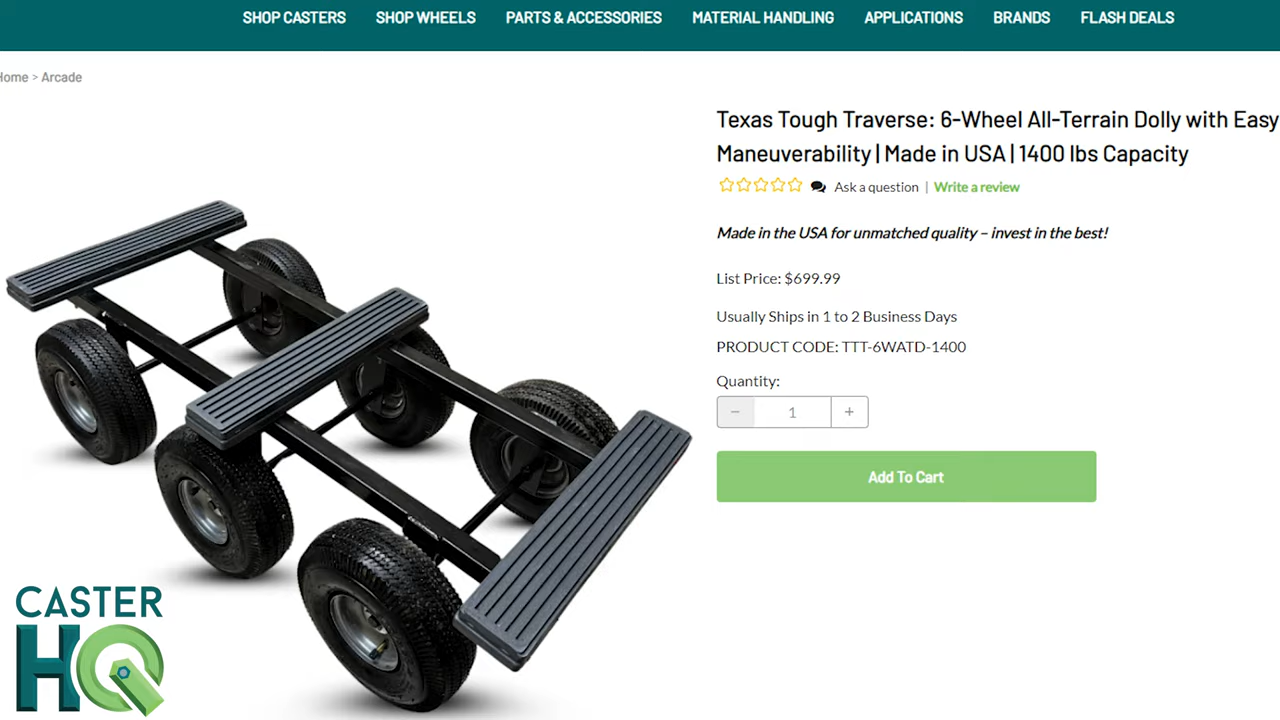 SHOP CASTERS SHOP WHEELS PARTS & ACCESSORIES MATERIAL HANDLING APPLICATIONS BRANDS FLASH DEALS
Home > Arcade
Texas Tough Traverse: 6-Wheel All-Terrain Dolly with Easy
Maneuverability | Made in USA | 1400 lbs Capacity
Ask a question | Write a review
Made in the USA for unmatched quality – invest in the best!
List Price: $699.99
Usually Ships in 1 to 2 Business Days
PRODUCT CODE: TTT-6WATD-1400
Quantity:
− 1 +
Add To Cart
CASTER
HQ